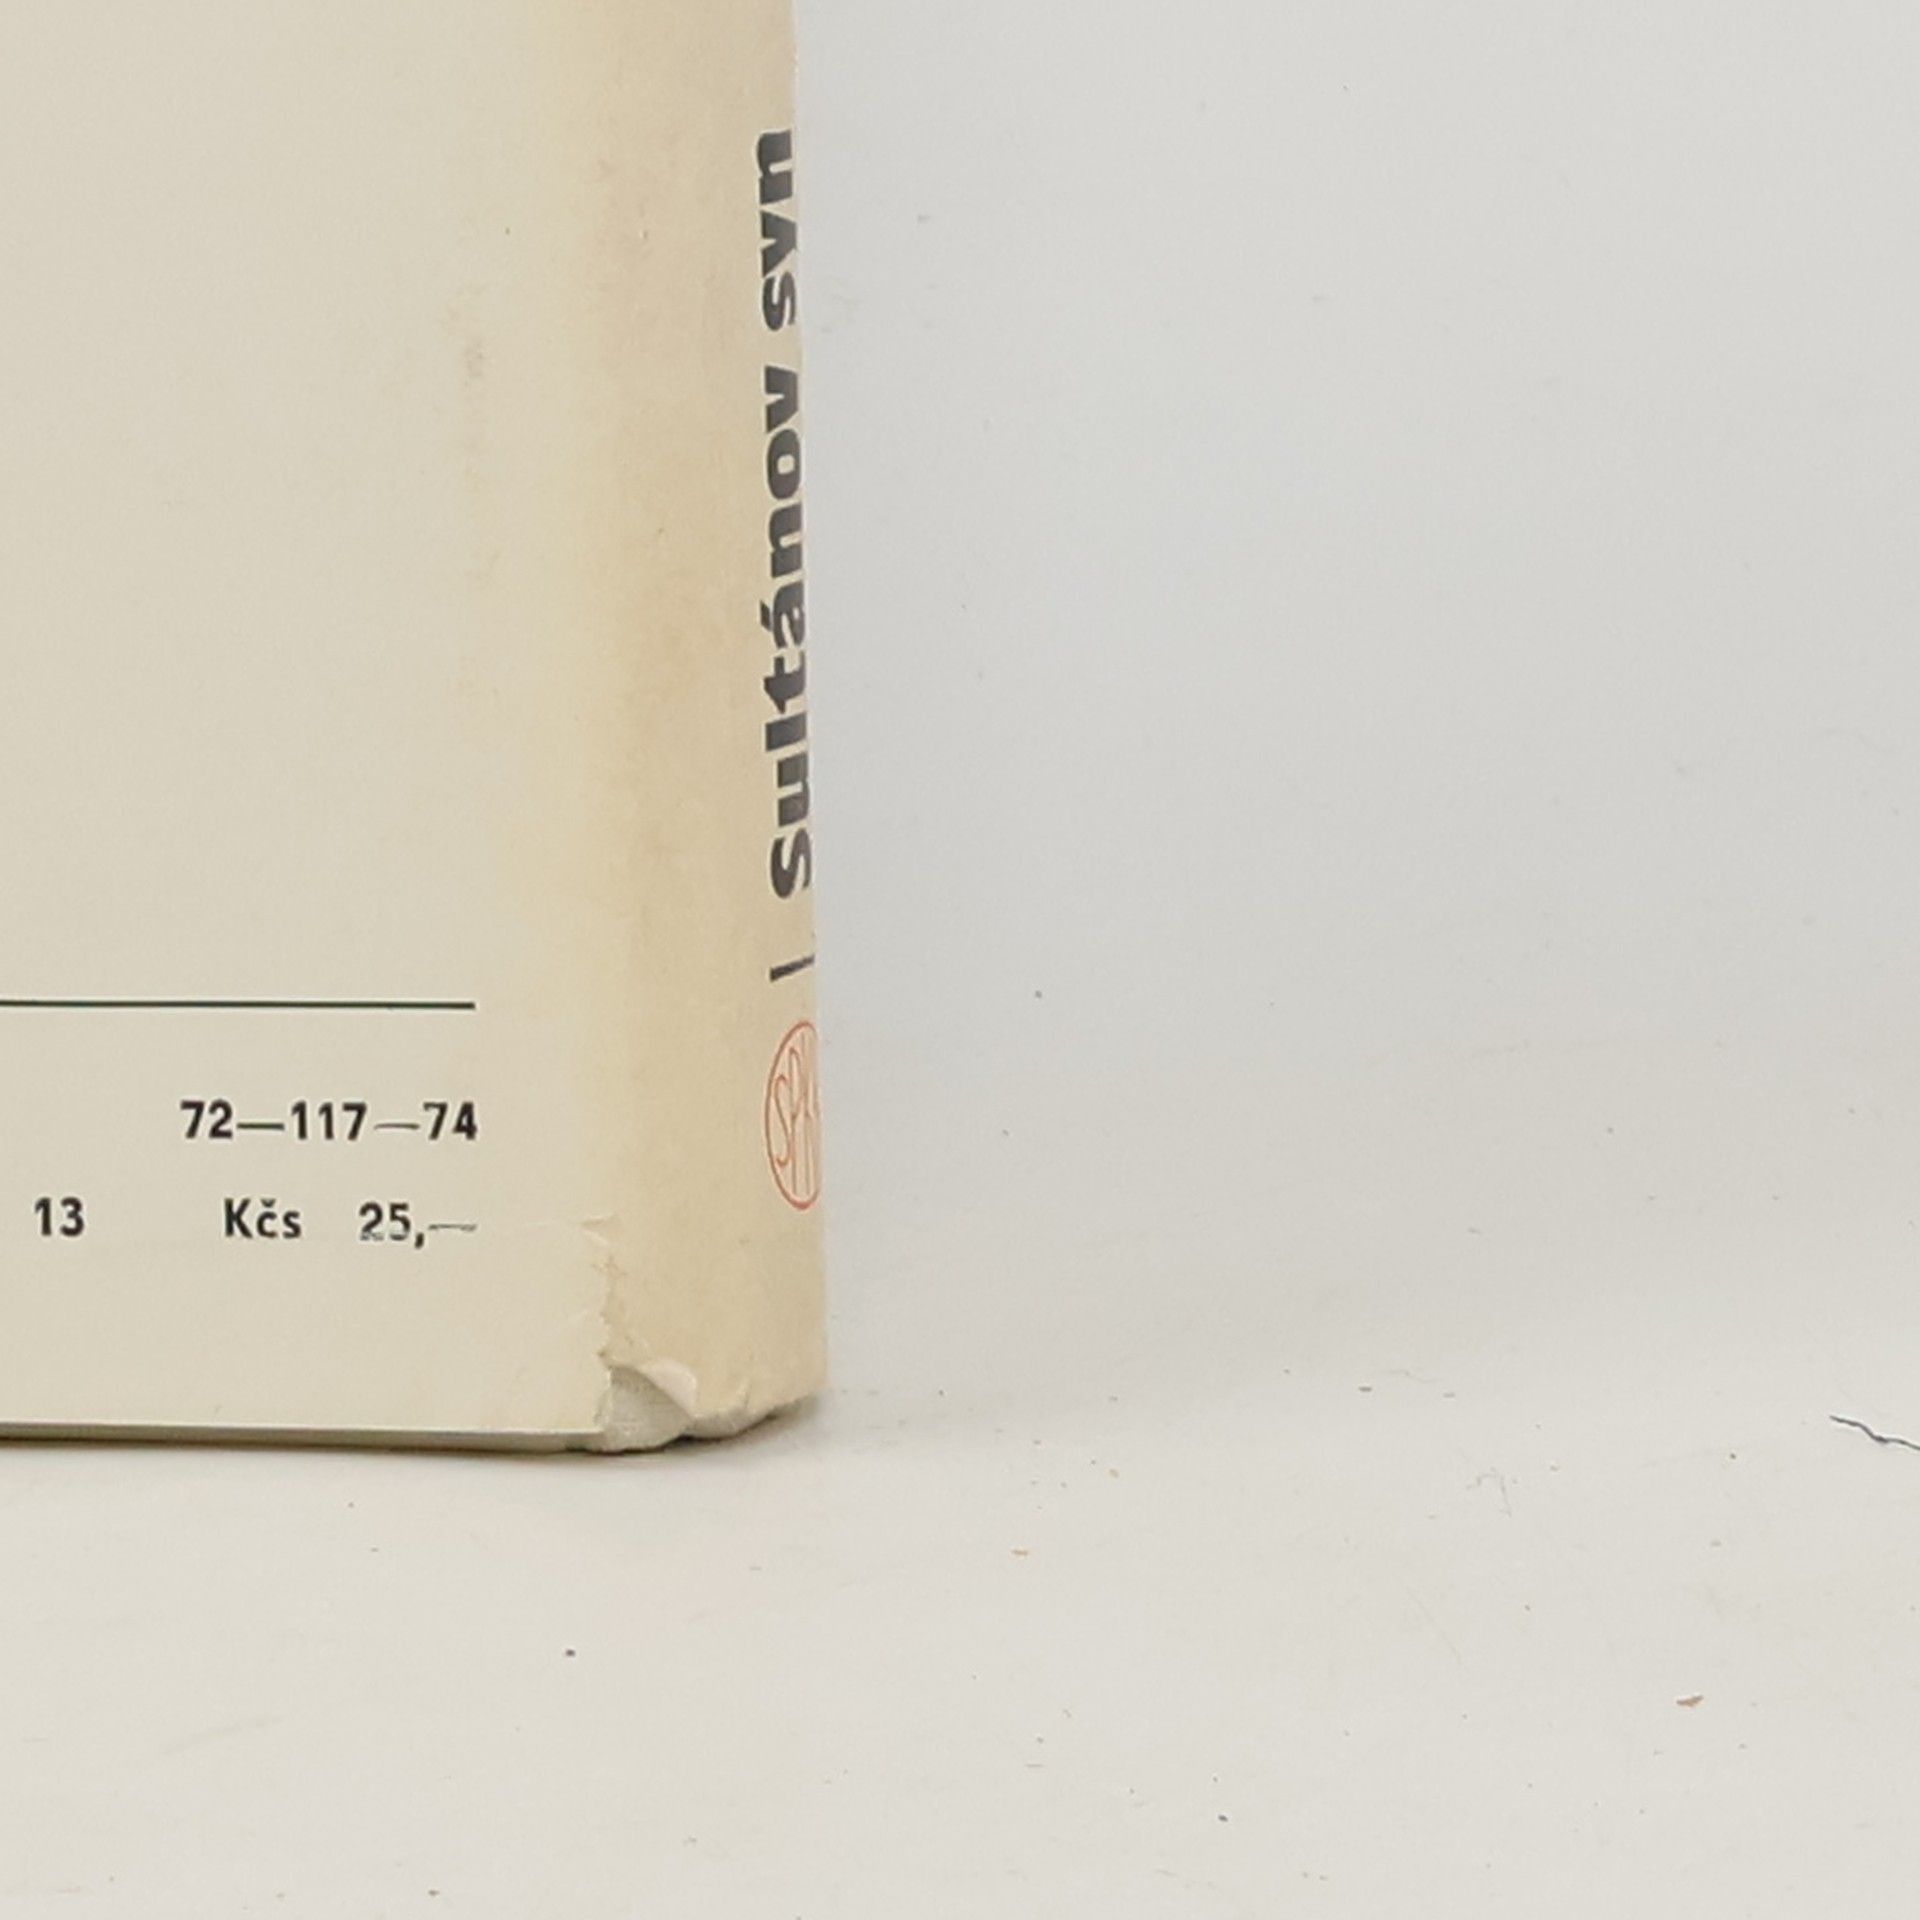 72—117—74
13 Kčs 25,—
Sultánov syn